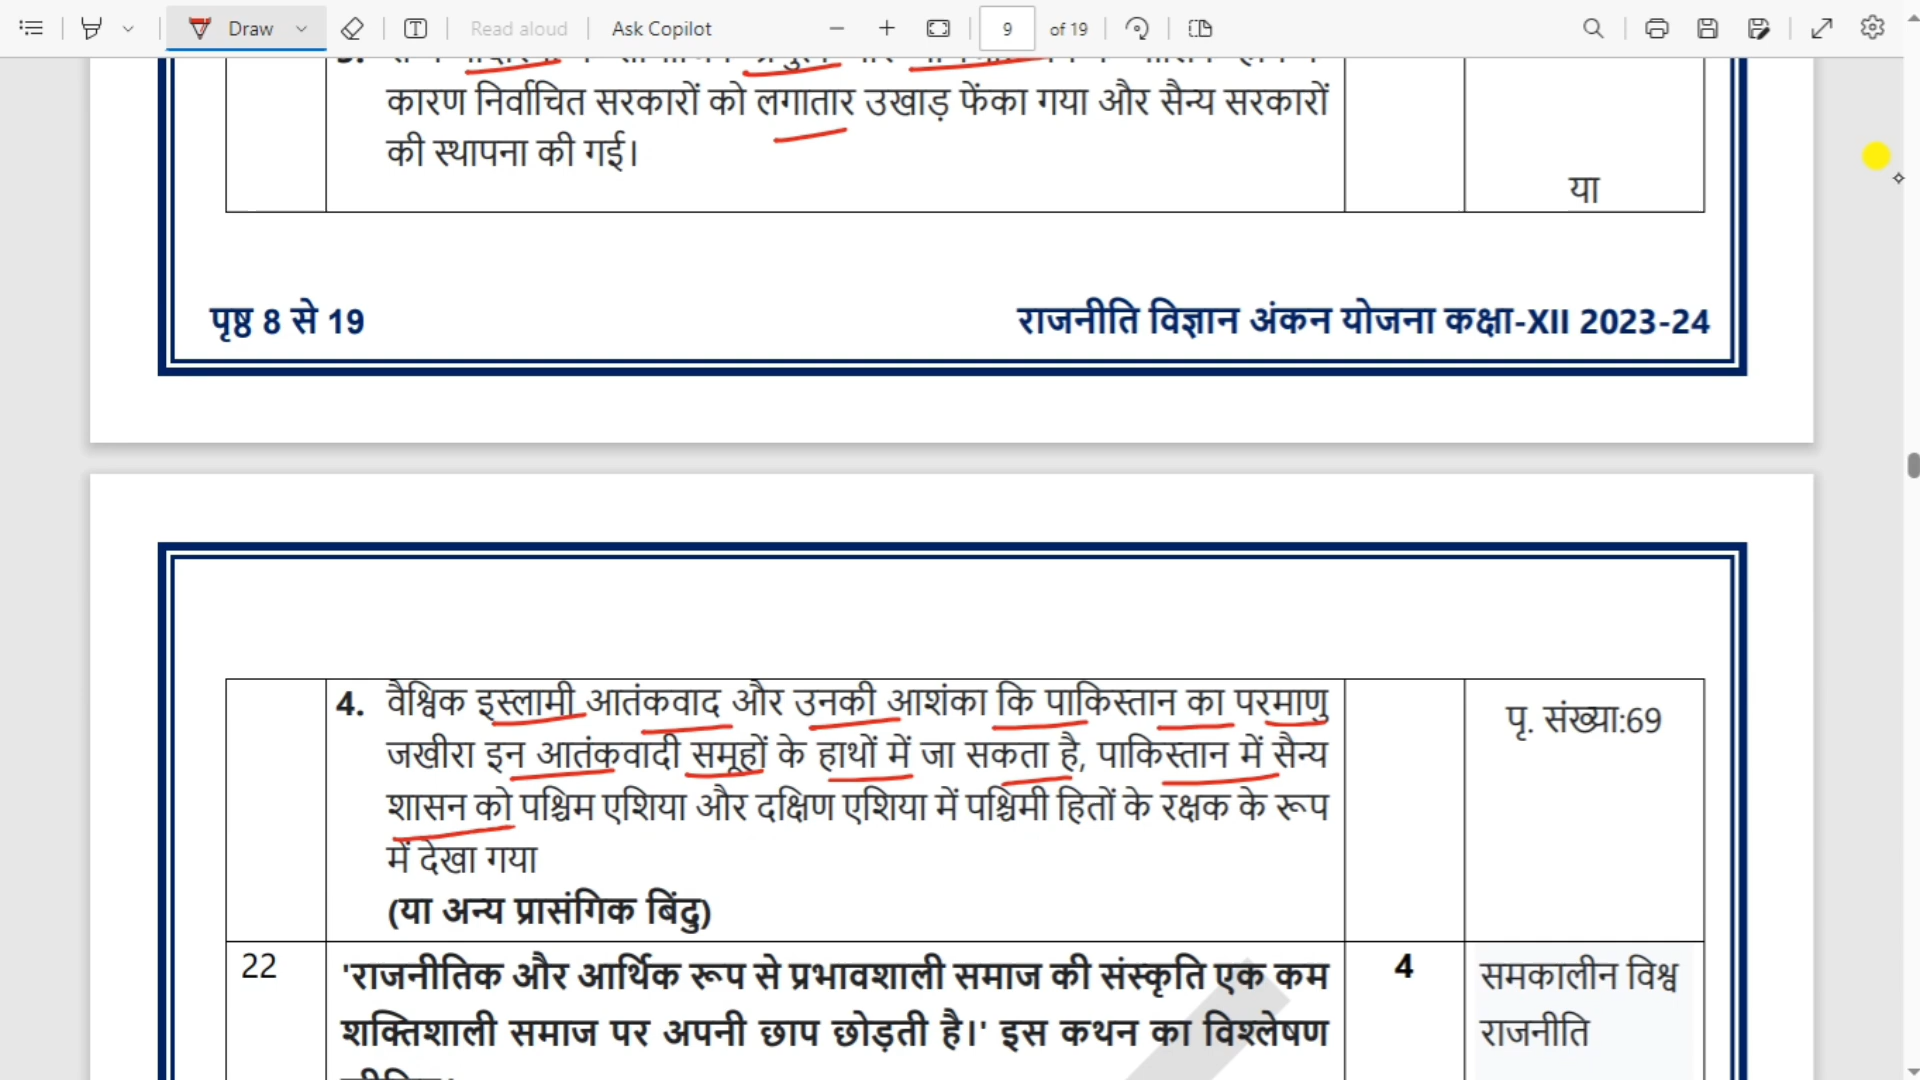 Draw
Read aloud
Ask Copilot
9
of 19
कारण निर्वाचित सरकारों को लगातार उखाड़ फेंका गया और सैन्य सरकारों
की स्थापना की गई।
या
पृष्ठ 8 से 19
राजनीति विज्ञान अंकन योजना कक्षा-XII 2023-24
4. वैश्विक इस्लामी आतंकवाद और उनकी आशंका कि पाकिस्तान का परमाणु
जखीरा इन आतंकवादी समूहों के हाथों में जा सकता है, पाकिस्तान में सैन्य
शासन को पश्चिम एशिया और दक्षिण एशिया में पश्चिमी हितों के रक्षक के रूप
में देखा गया
(या अन्य प्रासंगिक बिंदु)
पृ. संख्या:69
22
'राजनीतिक और आर्थिक रूप से प्रभावशाली समाज की संस्कृति एक कम
शक्तिशाली समाज पर अपनी छाप छोड़ती है।' इस कथन का विश्लेषण
4
समकालीन विश्व
राजनीति